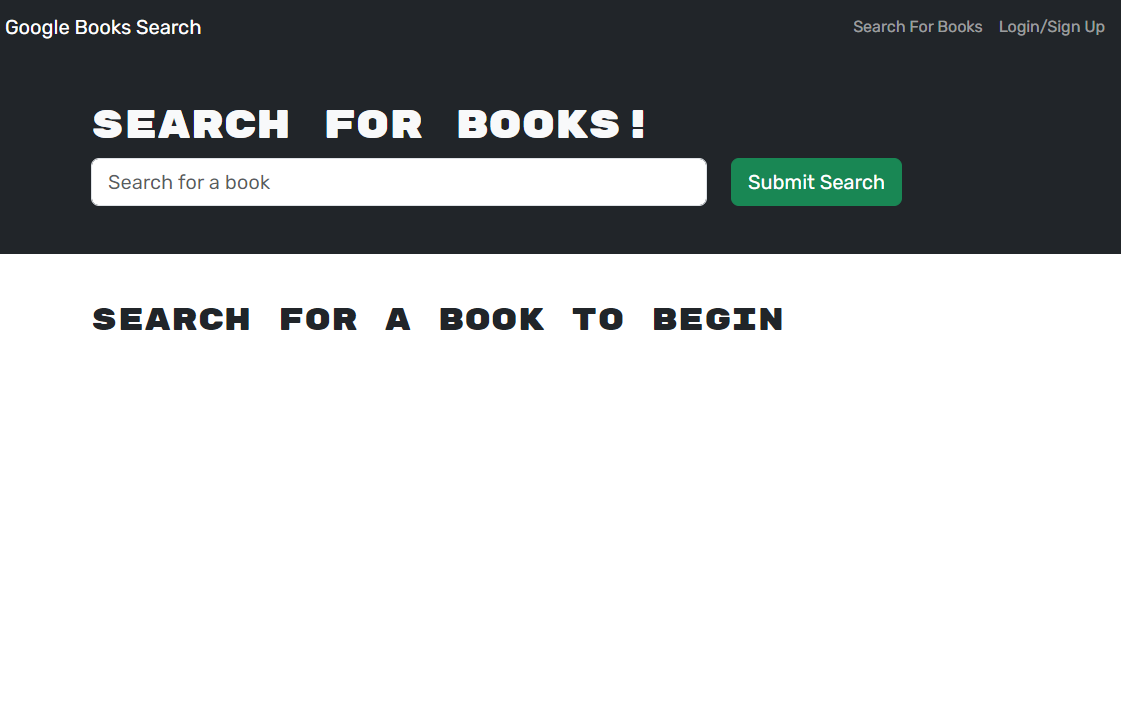 Google Books Search
Search For Books
Login/Sign Up
SEARCH FOR BOOKS!
Search for a book
Submit Search
SEARCH FOR A BOOK TO BEGIN